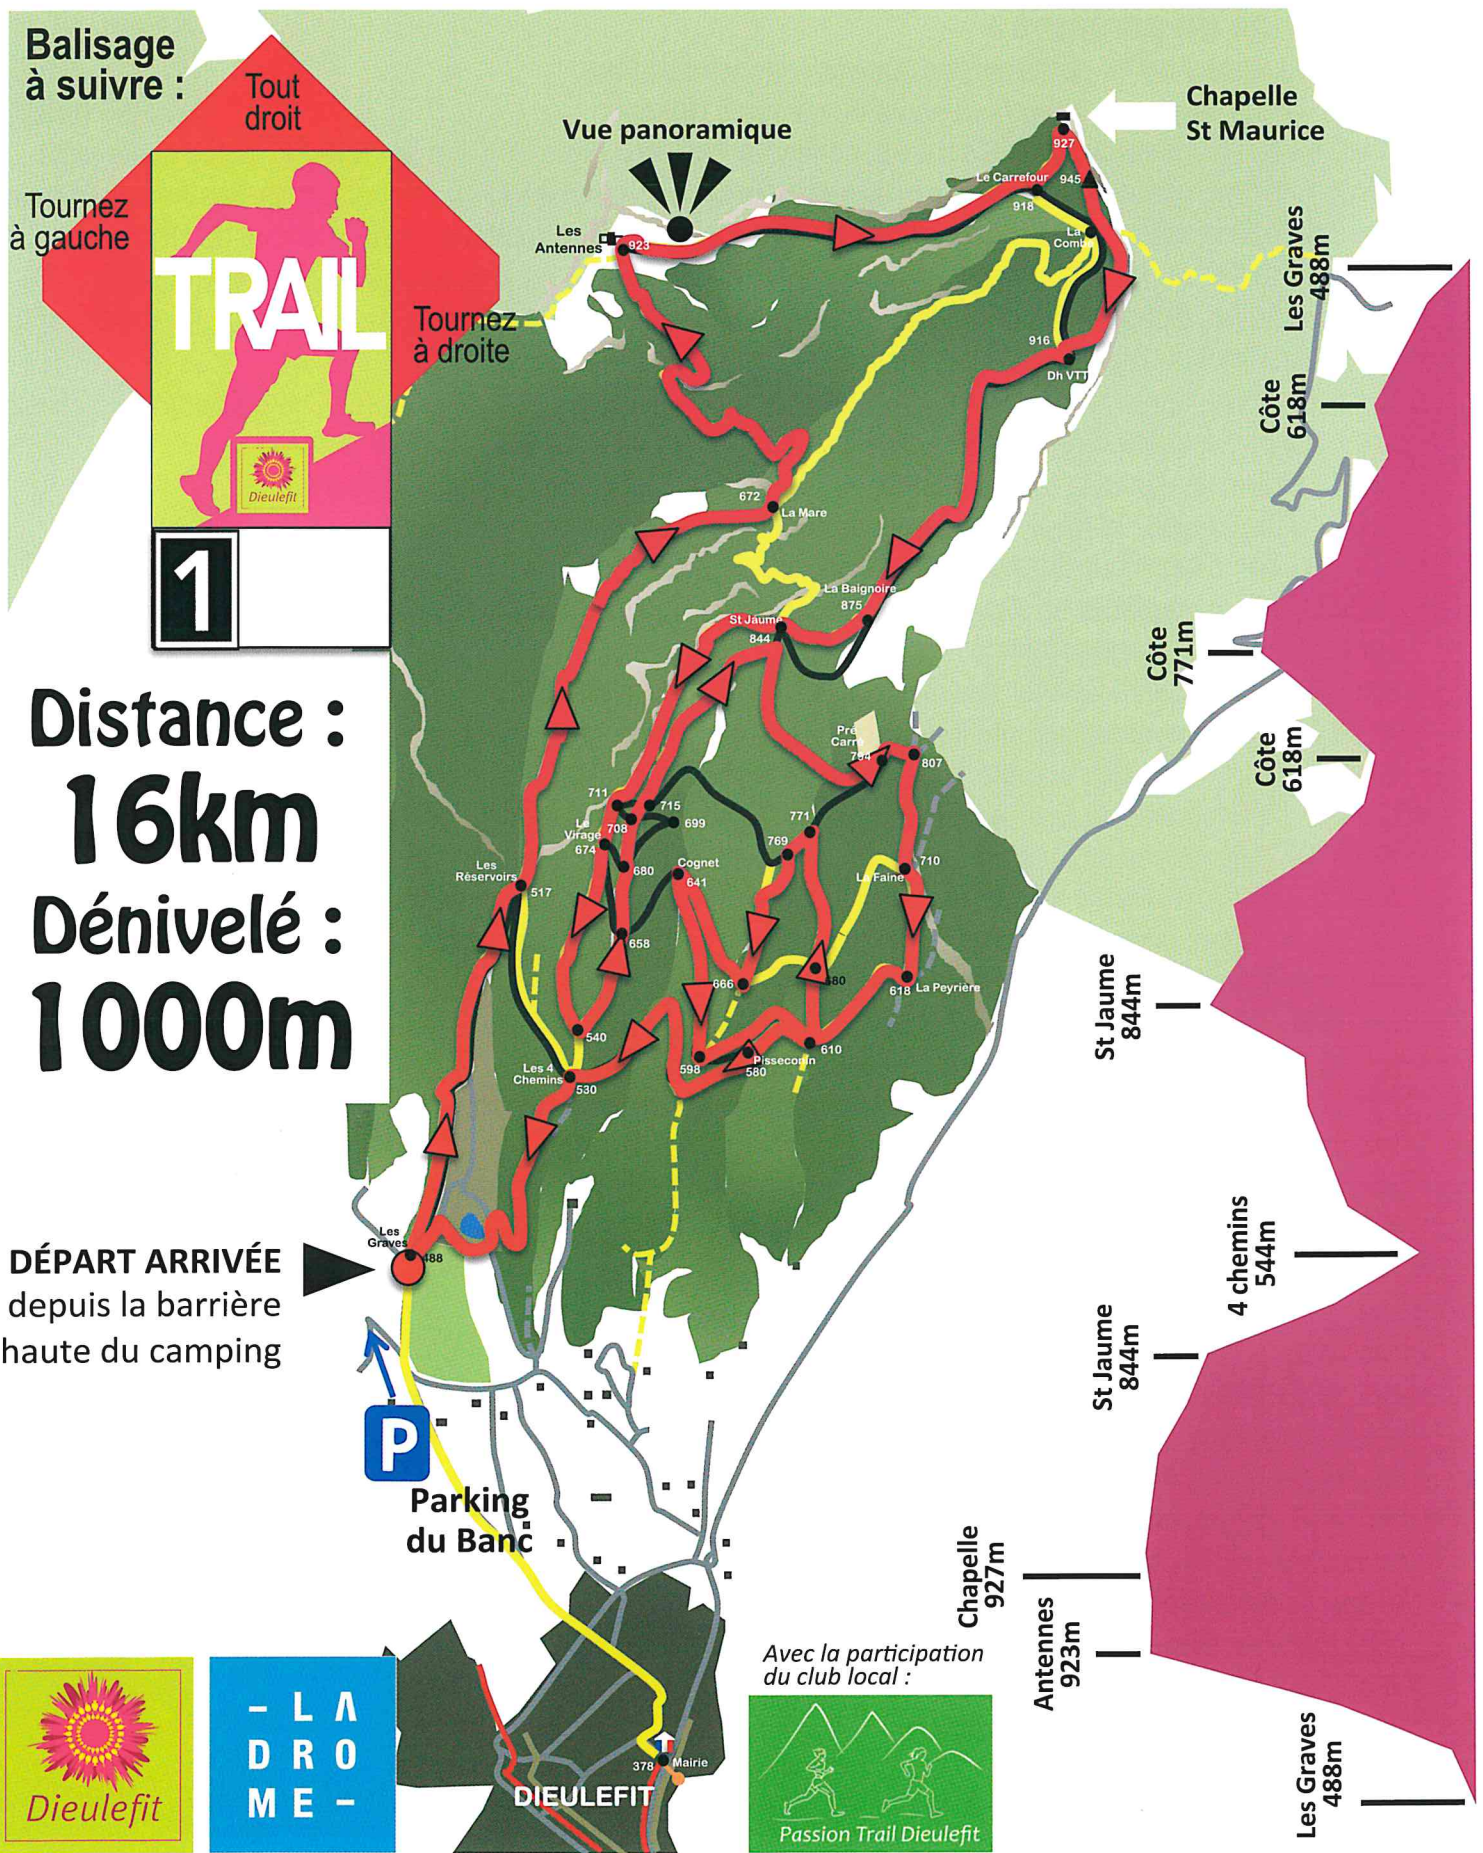 Balisage
à suivre :
Tout
droit
Tournez
à gauche
Tournez
à droite
TRAIL
Dieulefit
1
Distance :
16km
Dénivelé :
1000m
DÉPART ARRIVÉE
depuis la barrière
haute du camping
P
Parking
du Banc
Vue panoramique
Chapelle
St Maurice
927
945
Le Carrefour
918
La
Combe
916
Dh VTT
Les
Antennes
923
672
La Mare
La Baignoire
875
St Jaume
844
Pré
Carré
794
807
711
715
708
699
Le
Virage
674
680
Cognet
641
658
771
769
710
La Faine
Les
Rèservoirs
517
666
680
618
La Peyrière
540
Les 4
Chemins
530
598
Pissecopin
580
610
Les
Graves
488
378
Mairie
DIEULEFIT
Les Graves
488m
Côte
618m
Côte
771m
Côte
618m
St Jaume
844m
4 chemins
544m
St Jaume
844m
Chapelle
927m
Antennes
923m
Les Graves
488m
Dieulefit
– L A
D R O
M E –
Avec la participation
du club local :
Passion Trail Dieulefit